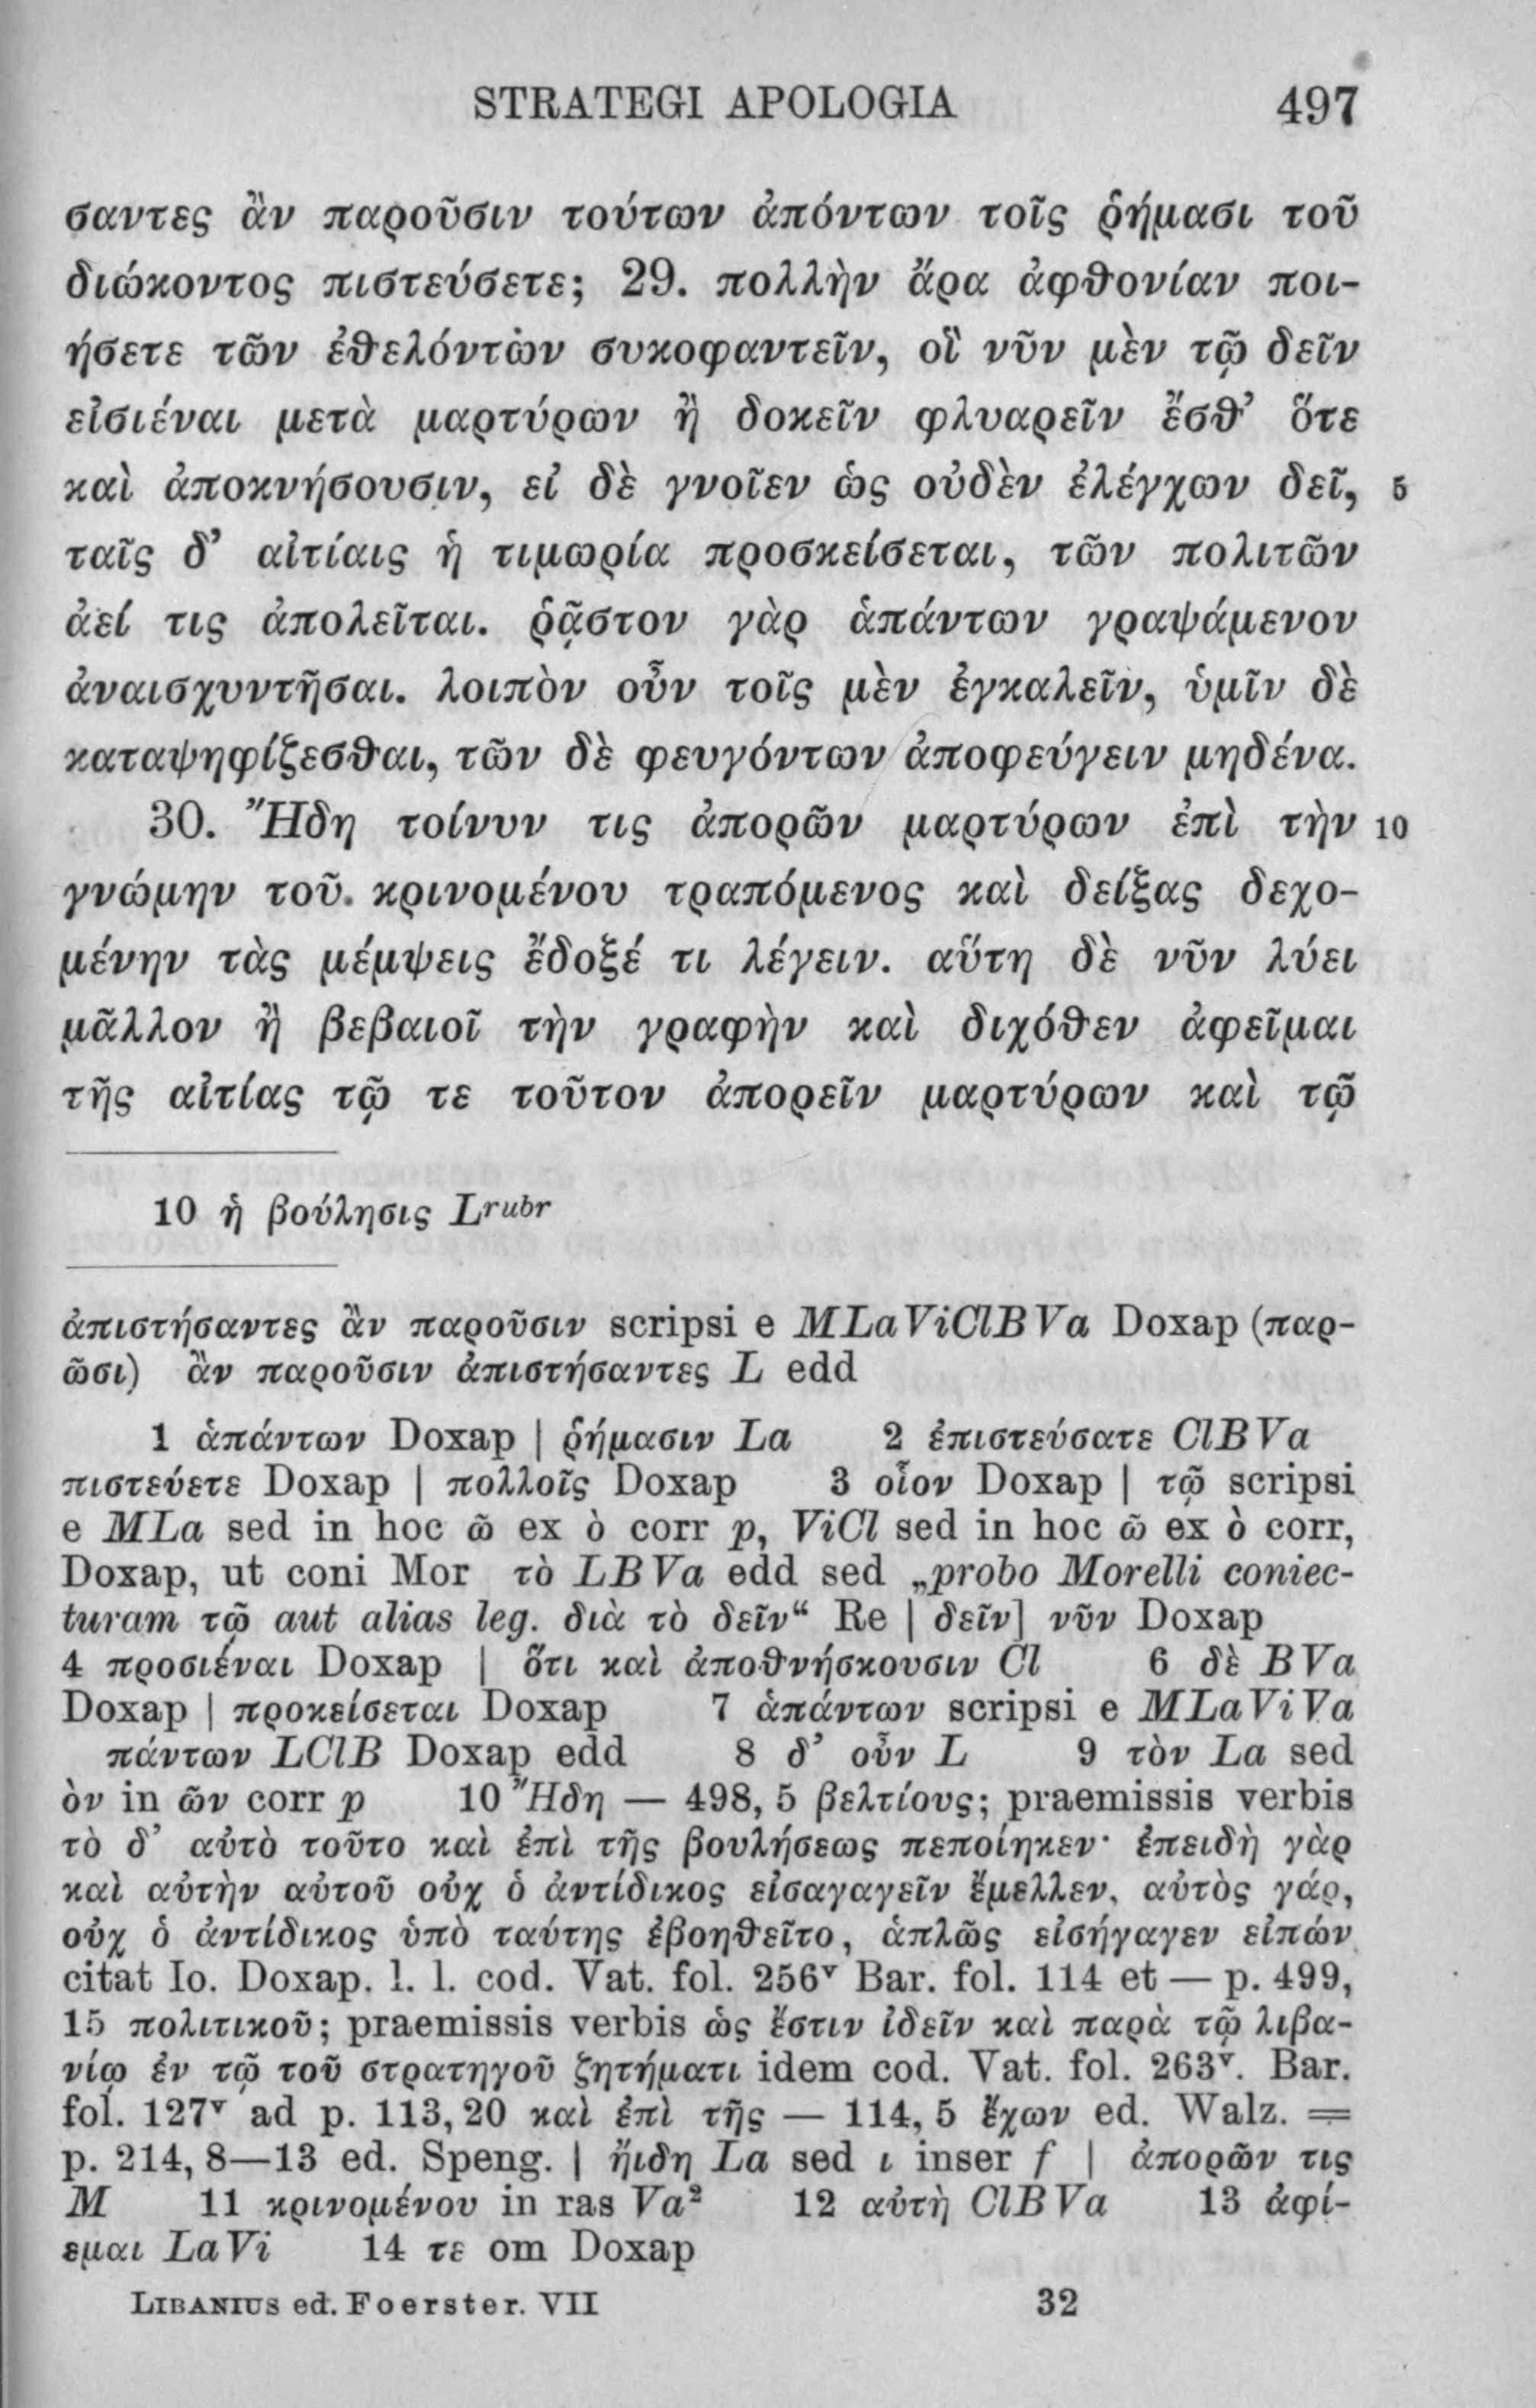 STRATEGI APOLOGIA 497
σαντες ἂν παροῦσιν τούτων ἀπόντων τοῖς ῥήμασι τοῦ
διώκοντος πιστεύσετε; 29. πολλὴν ἄρα ἀφθονίαν ποι-
ήσετε τῶν ἐθελόντων συκοφαντεῖν, οἳ νῦν μὲν τῷ δεῖν
εἰσιέναι μετὰ μαρτύρων ἢ δοκεῖν φλυαρεῖν ἔσθ’ ὅτε
καὶ ἀποκνήσουσιν, εἰ δὲ γνοῖεν ὡς οὐδὲν ἐλέγχων δεῖ, 5
ταῖς δ’ αἰτίαις ἡ τιμωρία προσκείσεται, τῶν πολιτῶν
ἀεί τις ἀπολεῖται. ῥᾷστον γὰρ ἁπάντων γραψάμενον
ἀναισχυντῆσαι. λοιπὸν οὖν τοῖς μὲν ἐγκαλεῖν, ὑμῖν δὲ
καταψηφίζεσθαι, τῶν δὲ φευγόντων ἀποφεύγειν μηδένα.
30. Ἤδη τοίνυν τις ἀπορῶν μαρτύρων ἐπὶ τὴν 10
γνώμην τοῦ κρινομένου τραπόμενος καὶ δείξας δεχο-
μένην τὰς μέμψεις ἔδοξέ τι λέγειν. αὕτη δὲ νῦν λύει
μᾶλλον ἢ βεβαιοῖ τὴν γραφὴν καὶ διχόθεν ἀφεῖμαι
τῆς αἰτίας τῷ τε τοῦτον ἀπορεῖν μαρτύρων καὶ τῷ
10 ἡ βούλησις Lrubr
ἀπιστήσαντες ἂν παροῦσιν scripsi e MLaViClBVa Doxap (παρ-
ῶσι) ἂν παροῦσιν ἀπιστήσαντες L edd
1 ἁπάντων Doxap | ῥήμασιν La 2 ἐπιστεύσατε ClBVa
πιστεύετε Doxap | πολλοῖς Doxap 3 οἷον Doxap | τῷ scripsi
e MLa sed in hoc ῶ ex ὸ corr p, ViCl sed in hoc ῶ ex ὸ corr,
Doxap, ut coni Mor τὸ LBVa edd sed „probo Morelli coniec-
turam τῷ aut alias leg. διὰ τὸ δεῖν“ Re | δεῖν] νῦν Doxap
4 προσιέναι Doxap | ὅτι καὶ ἀποθνήσκουσιν Cl 6 δὲ BVa
Doxap | προκείσεται Doxap 7 ἁπάντων scripsi e MLaViVa
πάντων LClB Doxap edd 8 δ’ οὖν L 9 τὸν La sed
ὸν in ῶν corr p 10 Ἤδη — 498, 5 βελτίους; praemissis verbis
τὸ δ’ αὐτὸ τοῦτο καὶ ἐπὶ τῆς βουλήσεως πεποίηκεν· ἐπειδὴ γὰρ
καὶ αὐτὴν αὐτοῦ οὐχ ὁ ἀντίδικος εἰσαγαγεῖν ἔμελλεν, αὐτὸς γάρ,
οὐχ ὁ ἀντίδικος ὑπὸ ταύτης ἐβοηθεῖτο, ἁπλῶς εἰσήγαγεν εἰπών
citat Io. Doxap. l. l. cod. Vat. fol. 256v Bar. fol. 114 et — p. 499,
15 πολιτικοῦ; praemissis verbis ὡς ἔστιν ἰδεῖν καὶ παρὰ τῷ λιβα-
νίῳ ἐν τῷ τοῦ στρατηγοῦ ζητήματι idem cod. Vat. fol. 263v. Bar.
fol. 127v ad p. 113, 20 καὶ ἐπὶ τῆς — 114, 5 ἔχων ed. Walz. =
p. 214, 8—13 ed. Speng. | ἤιδη La sed ι inser f | ἀπορῶν τις
M 11 κρινομένου in ras Va² 12 αὐτὴ ClBVa 13 ἀφί-
εμαι LaVi 14 τε om Doxap
LIBANIUS ed. Foerster. VII 32